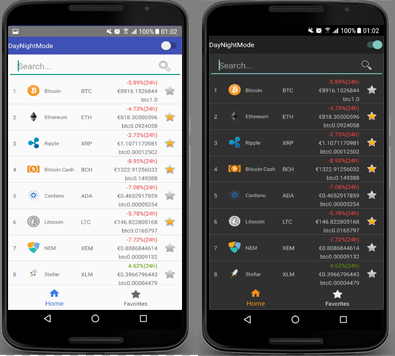 100% 01:02
DayNightMode
Search...
-5.89%(24h)
1 Bitcoin BTC €8916.1526844
btc1.0
-4.73%(24h)
2 Ethereum ETH €818.30500596
btc0.0924058
-2.75%(24h)
3 Ripple XRP €1.1071170981
btc0.00012502
-8.95%(24h)
4 Bitcoin Cash BCH €1322.91256032
btc0.149388
-7.08%(24h)
5 Cardano ADA €0.4652917859
btc0.00005254
-5.78%(24h)
6 Litecoin LTC €146.822805168
btc0.0165797
-7.72%(24h)
7 NEM XEM €0.8086844614
btc0.00009132
4.62%(24h)
8 Stellar XLM €0.3966796443
btc0.00004479
Home Favorites
100% 01:02
DayNightMode
Search...
-5.89%(24h)
1 Bitcoin BTC €8916.1526844
btc1.0
-4.73%(24h)
2 Ethereum ETH €818.30500596
btc0.0924058
-2.75%(24h)
3 Ripple XRP €1.1071170981
btc0.00012502
-8.95%(24h)
4 Bitcoin Cash BCH €1322.91256032
btc0.149388
-7.08%(24h)
5 Cardano ADA €0.4652917859
btc0.00005254
-5.78%(24h)
6 Litecoin LTC €146.822805168
btc0.0165797
-7.72%(24h)
7 NEM XEM €0.8086844614
btc0.00009132
4.62%(24h)
8 Stellar XLM €0.3966796443
btc0.00004479
Home Favorites